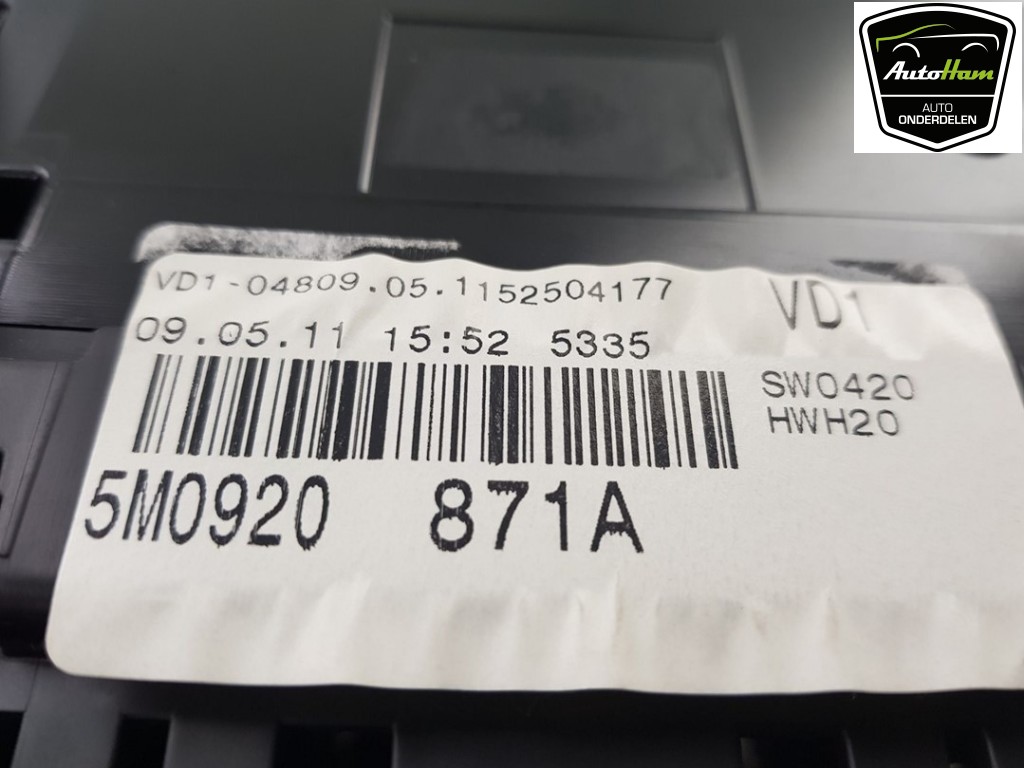 AutoHam
AUTO
ONDERDELEN
VD1-04809.05.1152504177
VD1
09.05.11 15:52 5335
SW0420
HWH20
5M0920 871A